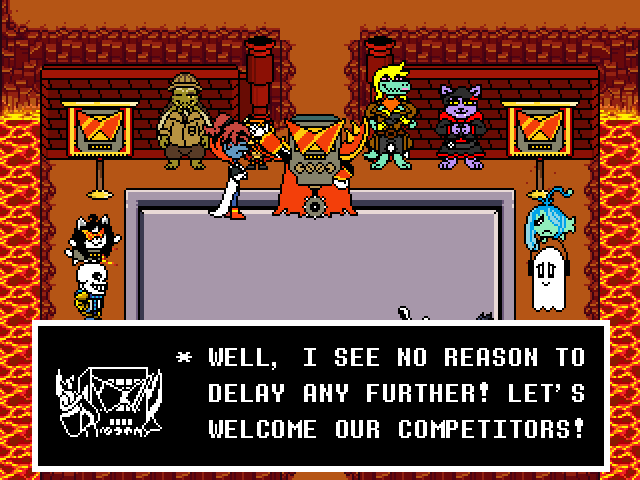 * WELL, I SEE NO REASON TO
DELAY ANY FURTHER! LET'S
WELCOME OUR COMPETITORS!